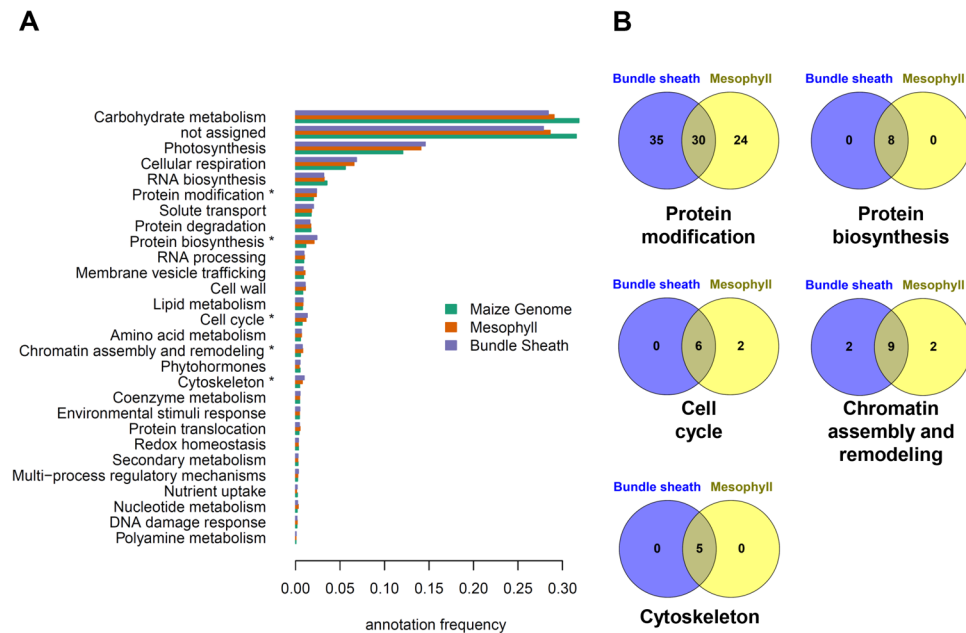 A
Carbohydrate metabolism
not assigned
Photosynthesis
Cellular respiration
RNA biosynthesis
Protein modification *
Solute transport
Protein degradation
Protein biosynthesis *
RNA processing
Membrane vesicle trafficking
Cell wall
Lipid metabolism
Cell cycle *
Amino acid metabolism
Chromatin assembly and remodeling *
Phytohormones
Cytoskeleton *
Coenzyme metabolism
Environmental stimuli response
Protein translocation
Redox homeostasis
Secondary metabolism
Multi−process regulatory mechanisms
Nutrient uptake
Nucleotide metabolism
DNA damage response
Polyamine metabolism
Maize Genome
Mesophyll
Bundle Sheath
0.00 0.05 0.10 0.15 0.20 0.25 0.30
annotation frequency
B
Bundle sheath Mesophyll
35 30 24
Protein
modification
Bundle sheath Mesophyll
0 8 0
Protein
biosynthesis
Bundle sheath Mesophyll
0 6 2
Cell
cycle
Bundle sheath Mesophyll
2 9 2
Chromatin
assembly and
remodeling
Bundle sheath Mesophyll
0 5 0
Cytoskeleton